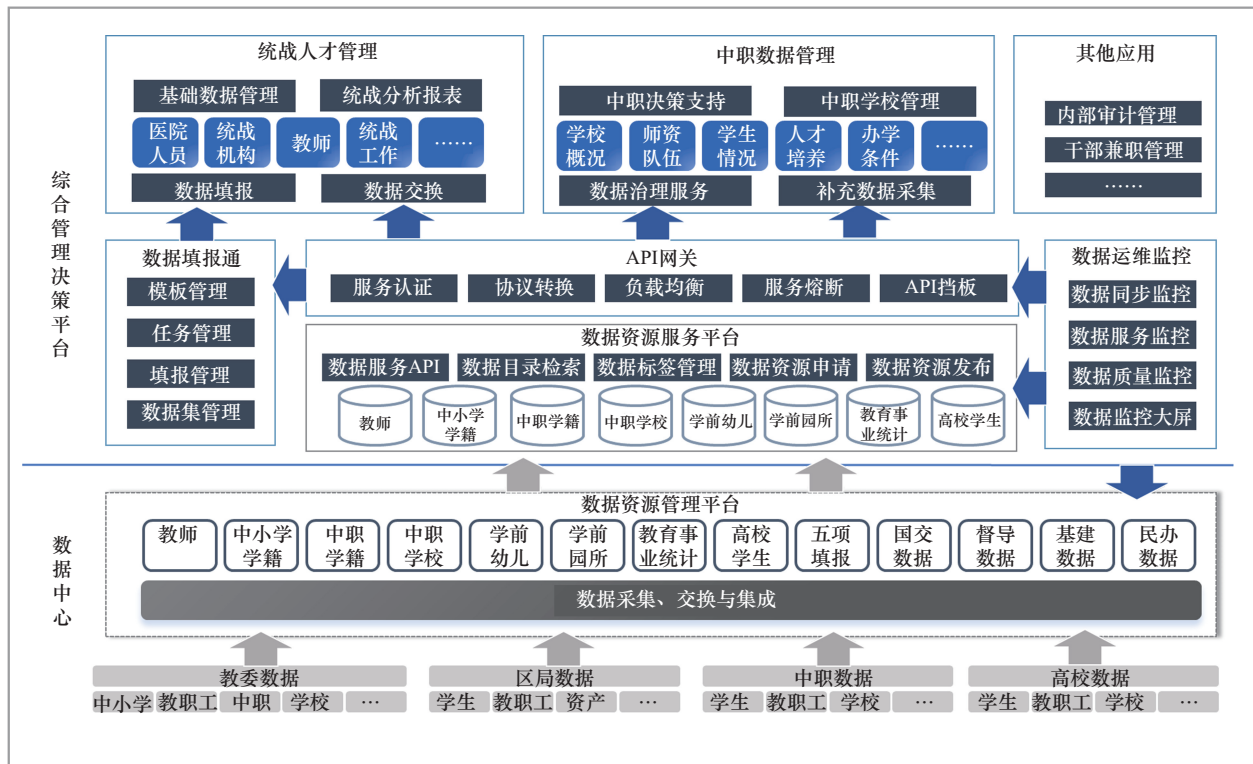 统战人才管理
基础数据管理
统战分析报表
医院
人员
统战
机构
教师
统战
工作
……
数据填报
数据交换
中职数据管理
中职决策支持
中职学校管理
学校
概况
师资
队伍
学生
情况
人才
培养
办学
条件
……
数据治理服务
补充数据采集
其他应用
内部审计管理
干部兼职管理
……
综合管理决策平台
数据填报通
模板管理
任务管理
填报管理
数据集管理
API网关
服务认证
协议转换
负载均衡
服务熔断
API挡板
数据资源服务平台
数据服务API
数据目录检索
数据标签管理
数据资源申请
数据资源发布
教师
中小学
学籍
中职学籍
中职学校
学前幼儿
学前园所
教育事
业统计
高校学生
数据运维监控
数据同步监控
数据服务监控
数据质量监控
数据监控大屏
数据中心
数据资源管理平台
教师
中小学
学籍
中职
学籍
中职
学校
学前
幼儿
学前
园所
教育事
业统计
高校
学生
五项
填报
国交
数据
督导
数据
基建
数据
民办
数据
数据采集、交换与集成
教委数据
中小学
教职工
中职
学校
…
区局数据
学生
教职工
资产
…
中职数据
学生
教职工
学校
…
高校数据
学生
教职工
学校
…